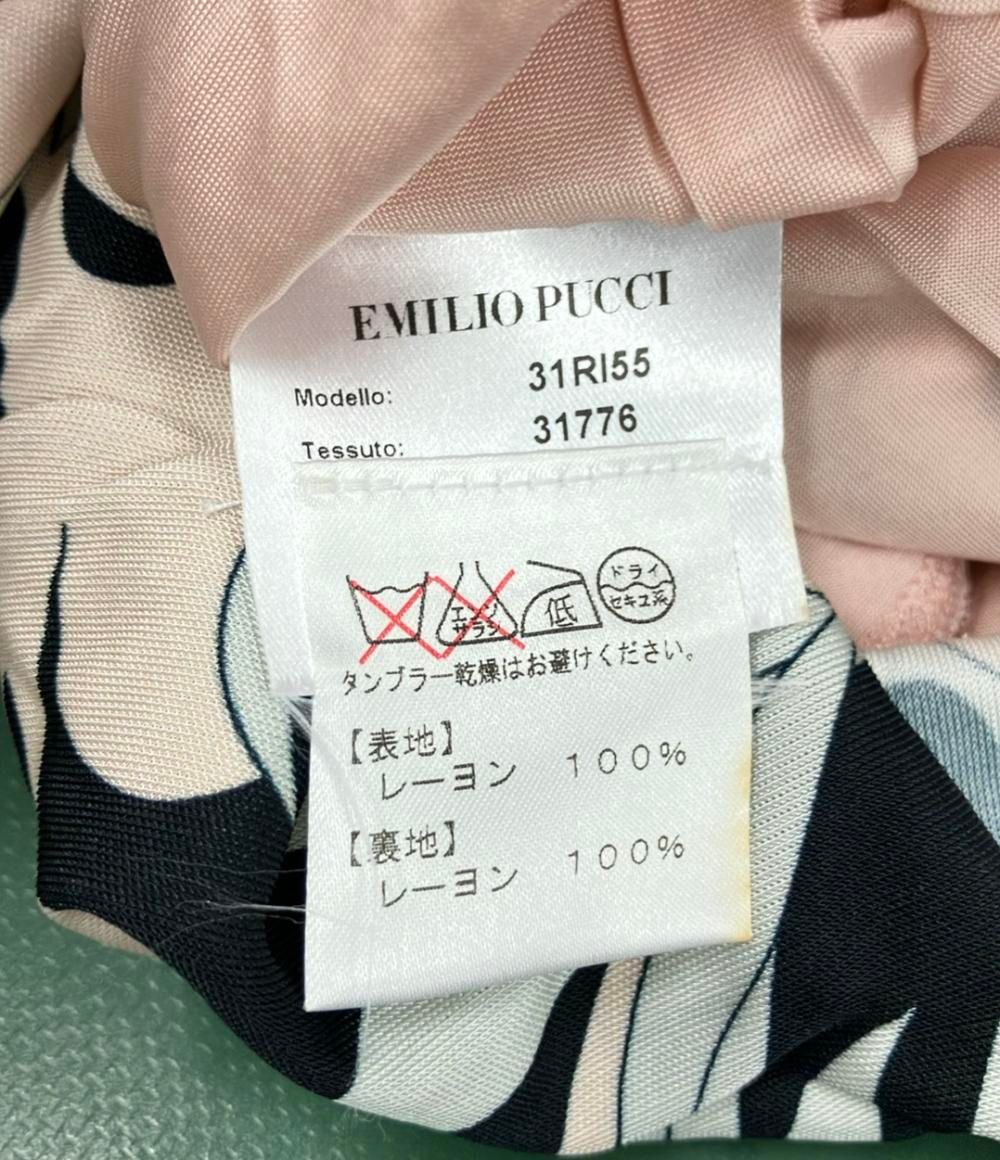 EMILIO PUCCI
Modello: 31RI55
Tessuto: 31776
エンソ サラシ
低
ドライ
セキユ系
タンブラー乾燥はお避けください。
【表地】
レーヨン 100%
【裏地】
レーヨン 100%